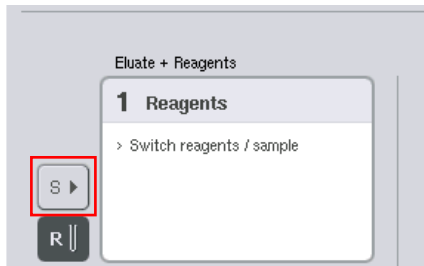 Eluate + Reagents
1 Reagents
> Switch reagents / sample
S
R